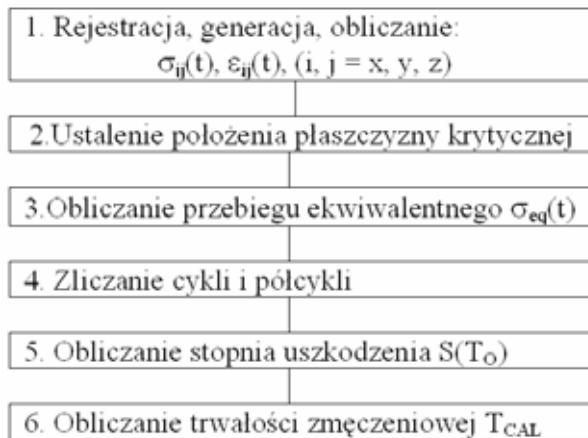 1. Rejestracja, generacja, obliczanie:
σij(t), εij(t), (i, j = x, y, z)
2.Ustalenie położenia płaszczyzny krytycznej
3.Obliczanie przebiegu ekwiwalentnego σeq(t)
4. Zliczanie cykli i półcykli
5. Obliczanie stopnia uszkodzenia S(TO)
6. Obliczanie trwałości zmęczeniowej TCAL